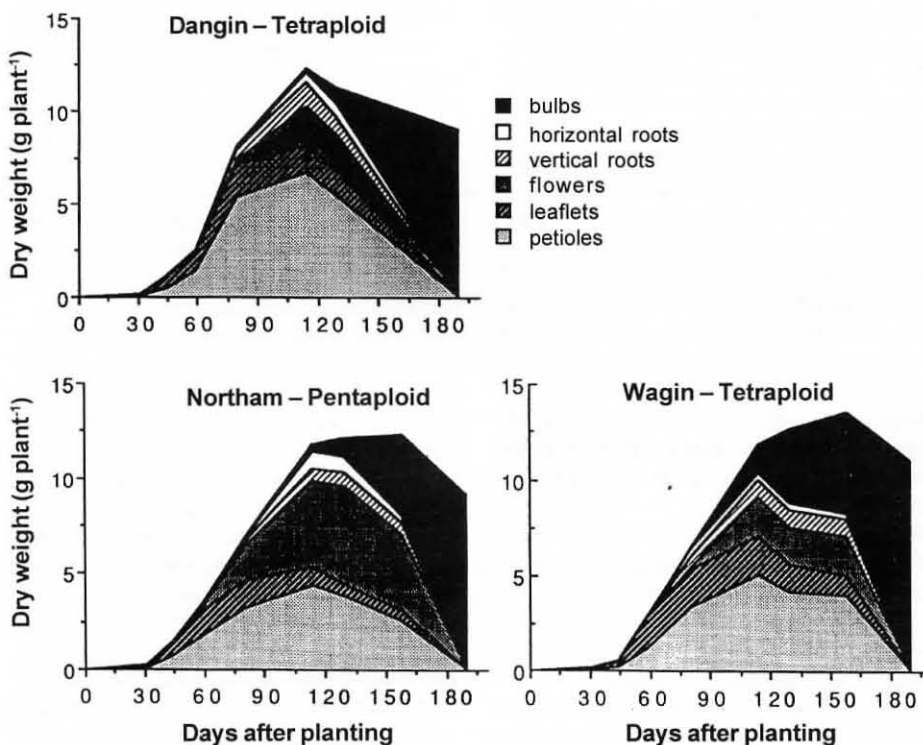 Dangin – Tetraploid
Dry weight (g plant⁻¹)
15
10
5
0
0 30 60 90 120 150 180
bulbs
horizontal roots
vertical roots
flowers
leaflets
petioles
Northam – Pentaploid
Dry weight (g plant⁻¹)
15
10
5
0
0 30 60 90 120 150 180
Days after planting
Wagin – Tetraploid
15
10
5
0
0 30 60 90 120 150 180
Days after planting